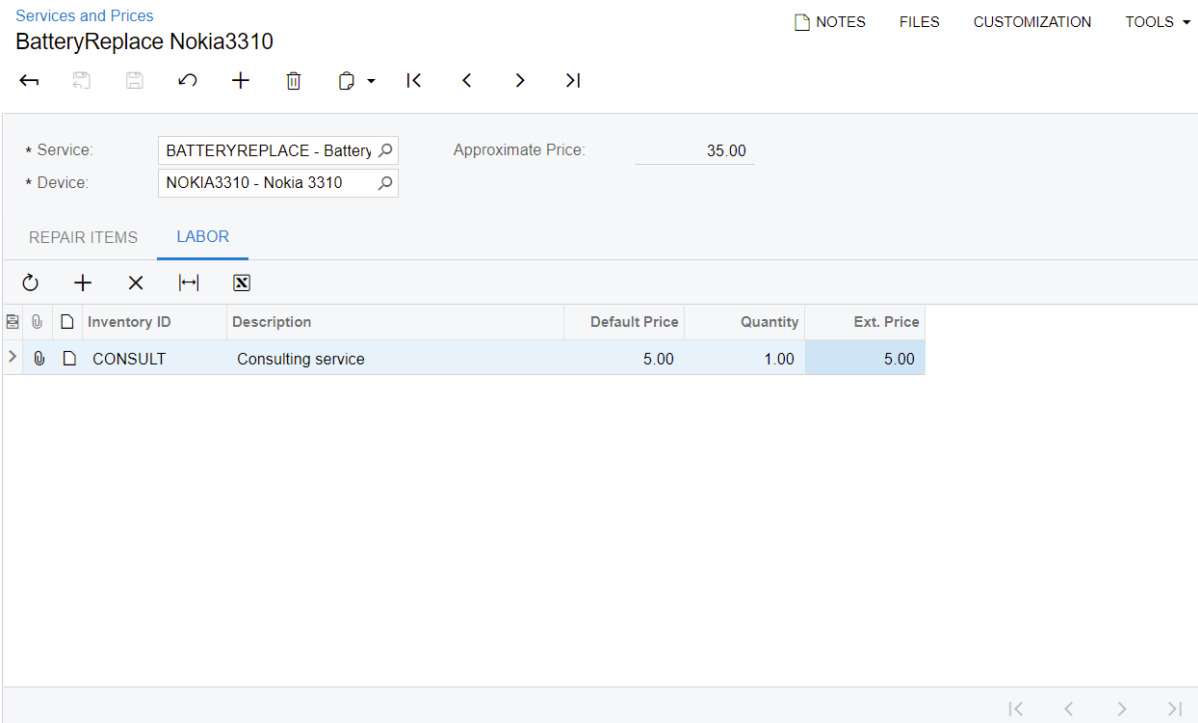 Services and Prices
NOTES FILES CUSTOMIZATION TOOLS
BatteryReplace Nokia3310
* Service: BATTERYREPLACE - Battery Approximate Price: 35.00
* Device: NOKIA3310 - Nokia 3310
REPAIR ITEMS LABOR
Inventory ID Description Default Price Quantity Ext. Price
CONSULT Consulting service 5.00 1.00 5.00